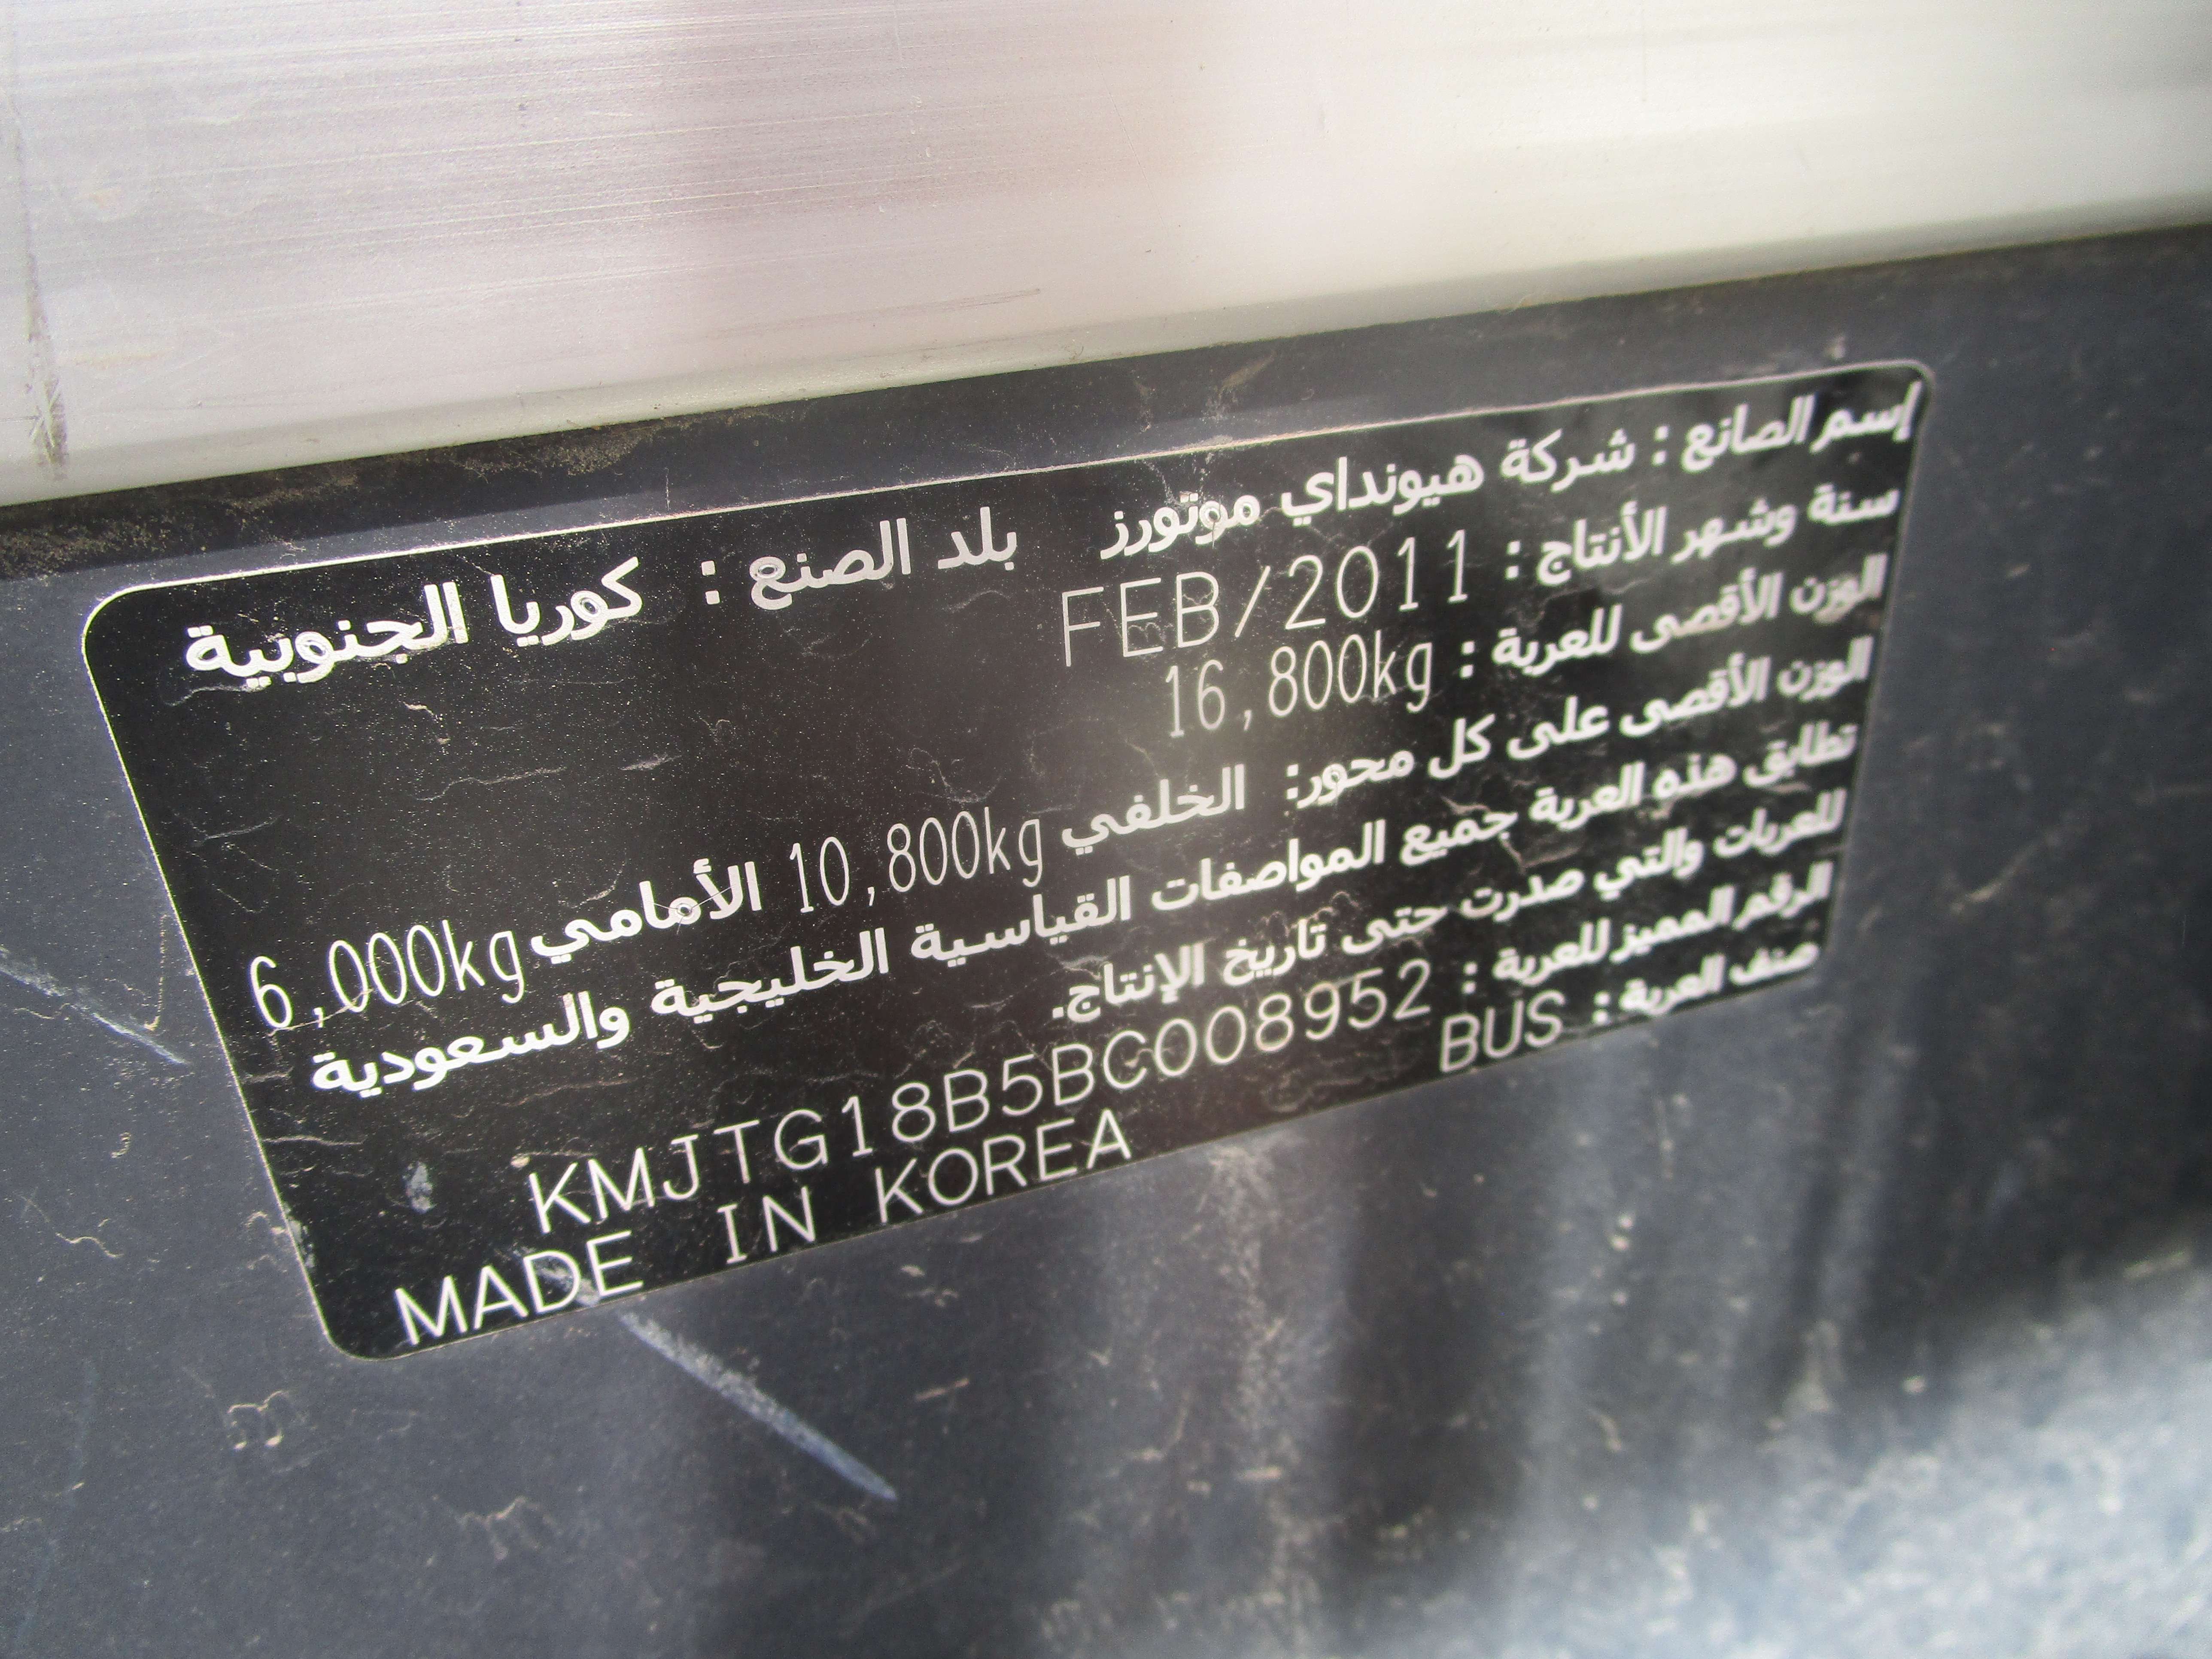 إسم الصانع : شركة هيونداي موتورز بلد الصنع : كوريا الجنوبية
سنة وشهر الأنتاج : FEB/2011
الوزن الأقصى للعربة : 16,800kg
الوزن الأقصى على كل محور: الخلفي 10,800kg الأمامي 6,000kg
تطابق هذه العربة جميع المواصفات القياسية الخليجية والسعودية
للعربات والتي صدرت حتى تاريخ الإنتاج.
الرقم المميز للعربة : KMJTG18B5BC008952
صنف العربة : BUS MADE IN KOREA